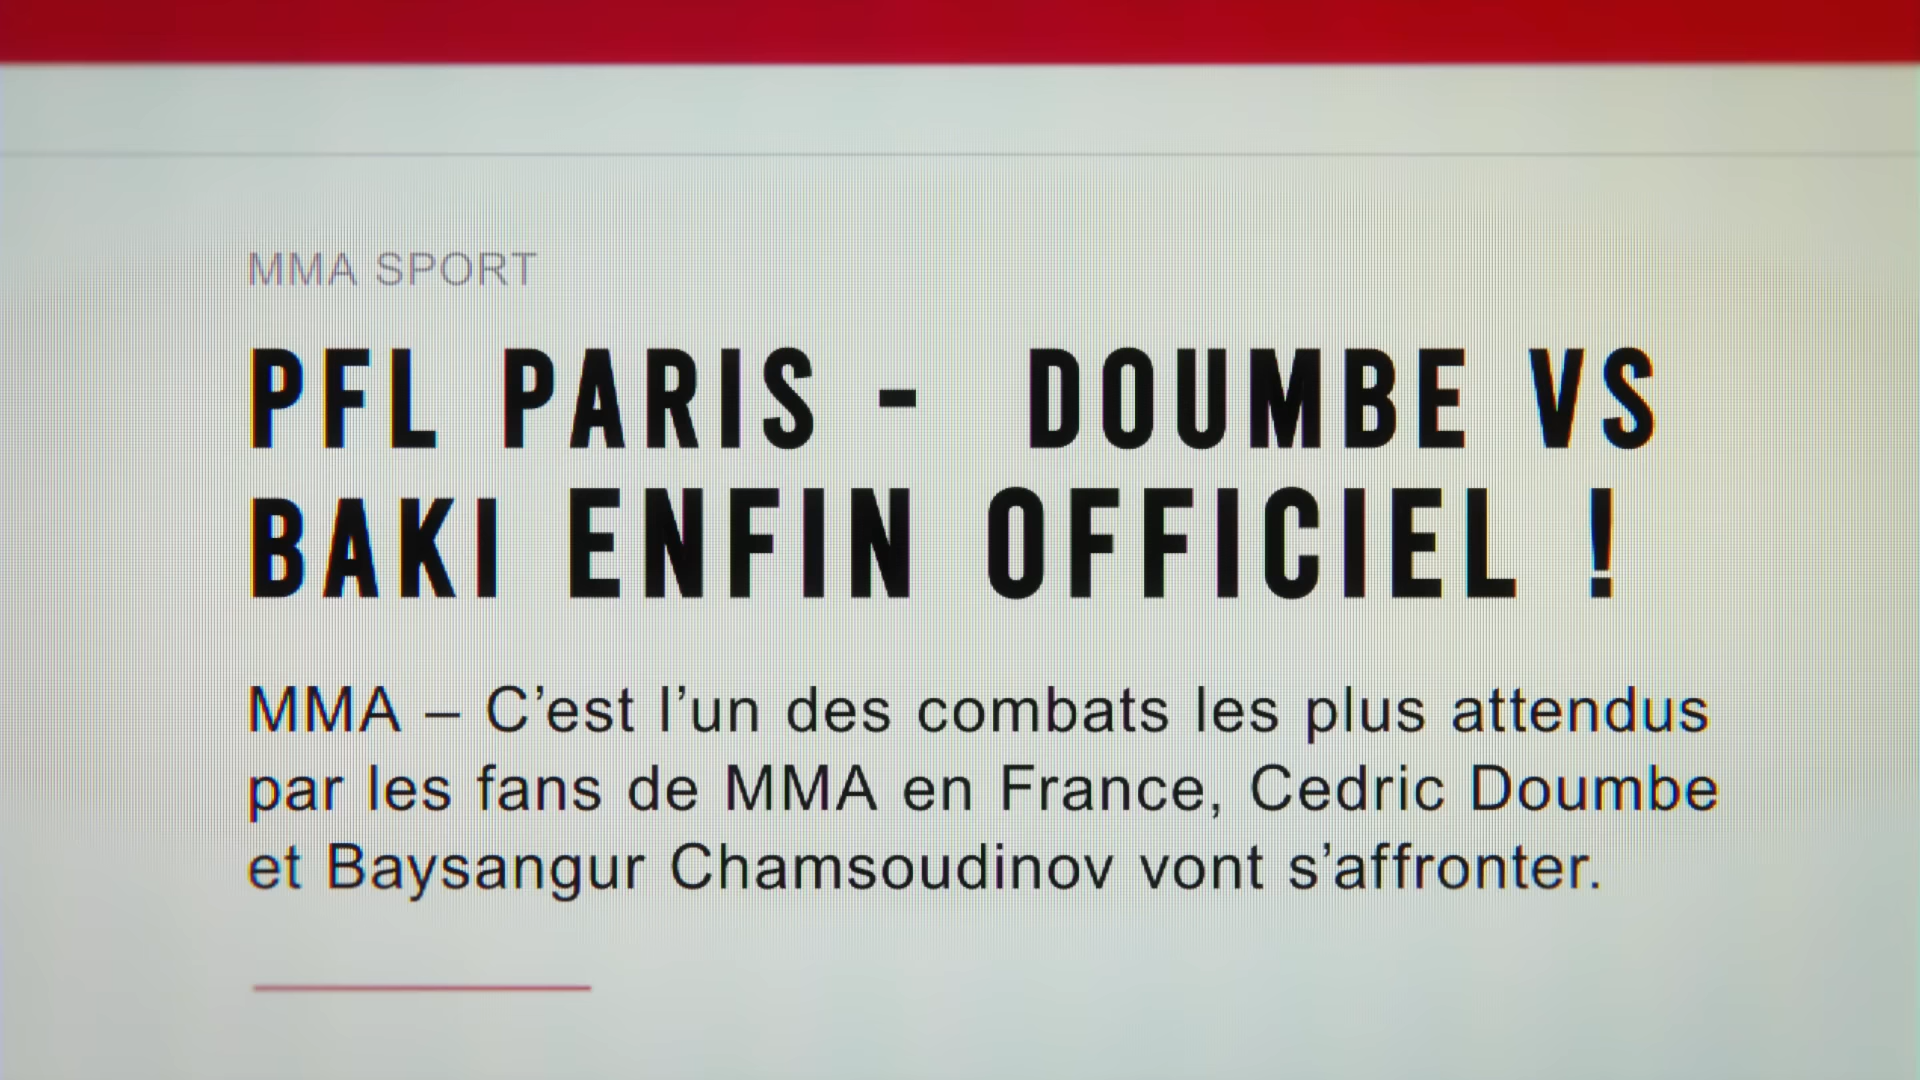 MMA SPORT
PFL PARIS - DOUMBE VS
BAKI ENFIN OFFICIEL !
MMA – C’est l’un des combats les plus attendus
par les fans de MMA en France, Cedric Doumbe
et Baysangur Chamsoudinov vont s’affronter.